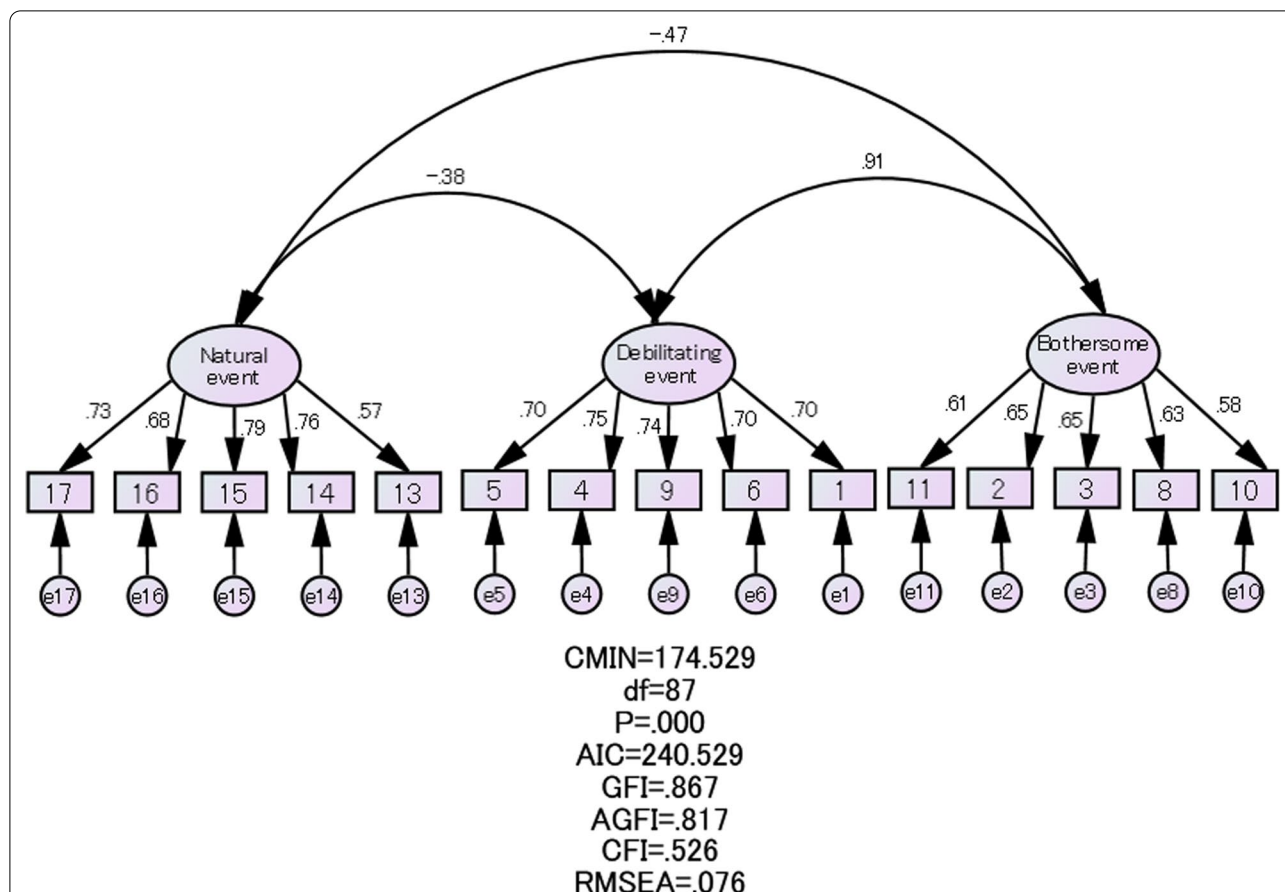 -.47
-.38
.91
Natural
event
Debilitating
event
Bothersome
event
.73
.68
.79
.76
.57
.70
.75
.74
.70
.70
.61
.65
.65
.63
.58
17
16
15
14
13
5
4
9
6
1
11
2
3
8
10
e17
e16
e15
e14
e13
e5
e4
e9
e6
e1
e11
e2
e3
e8
e10
CMIN=174.529
df=87
P=.000
AIC=240.529
GFI=.867
AGFI=.817
CFI=.526
RMSEA=.076